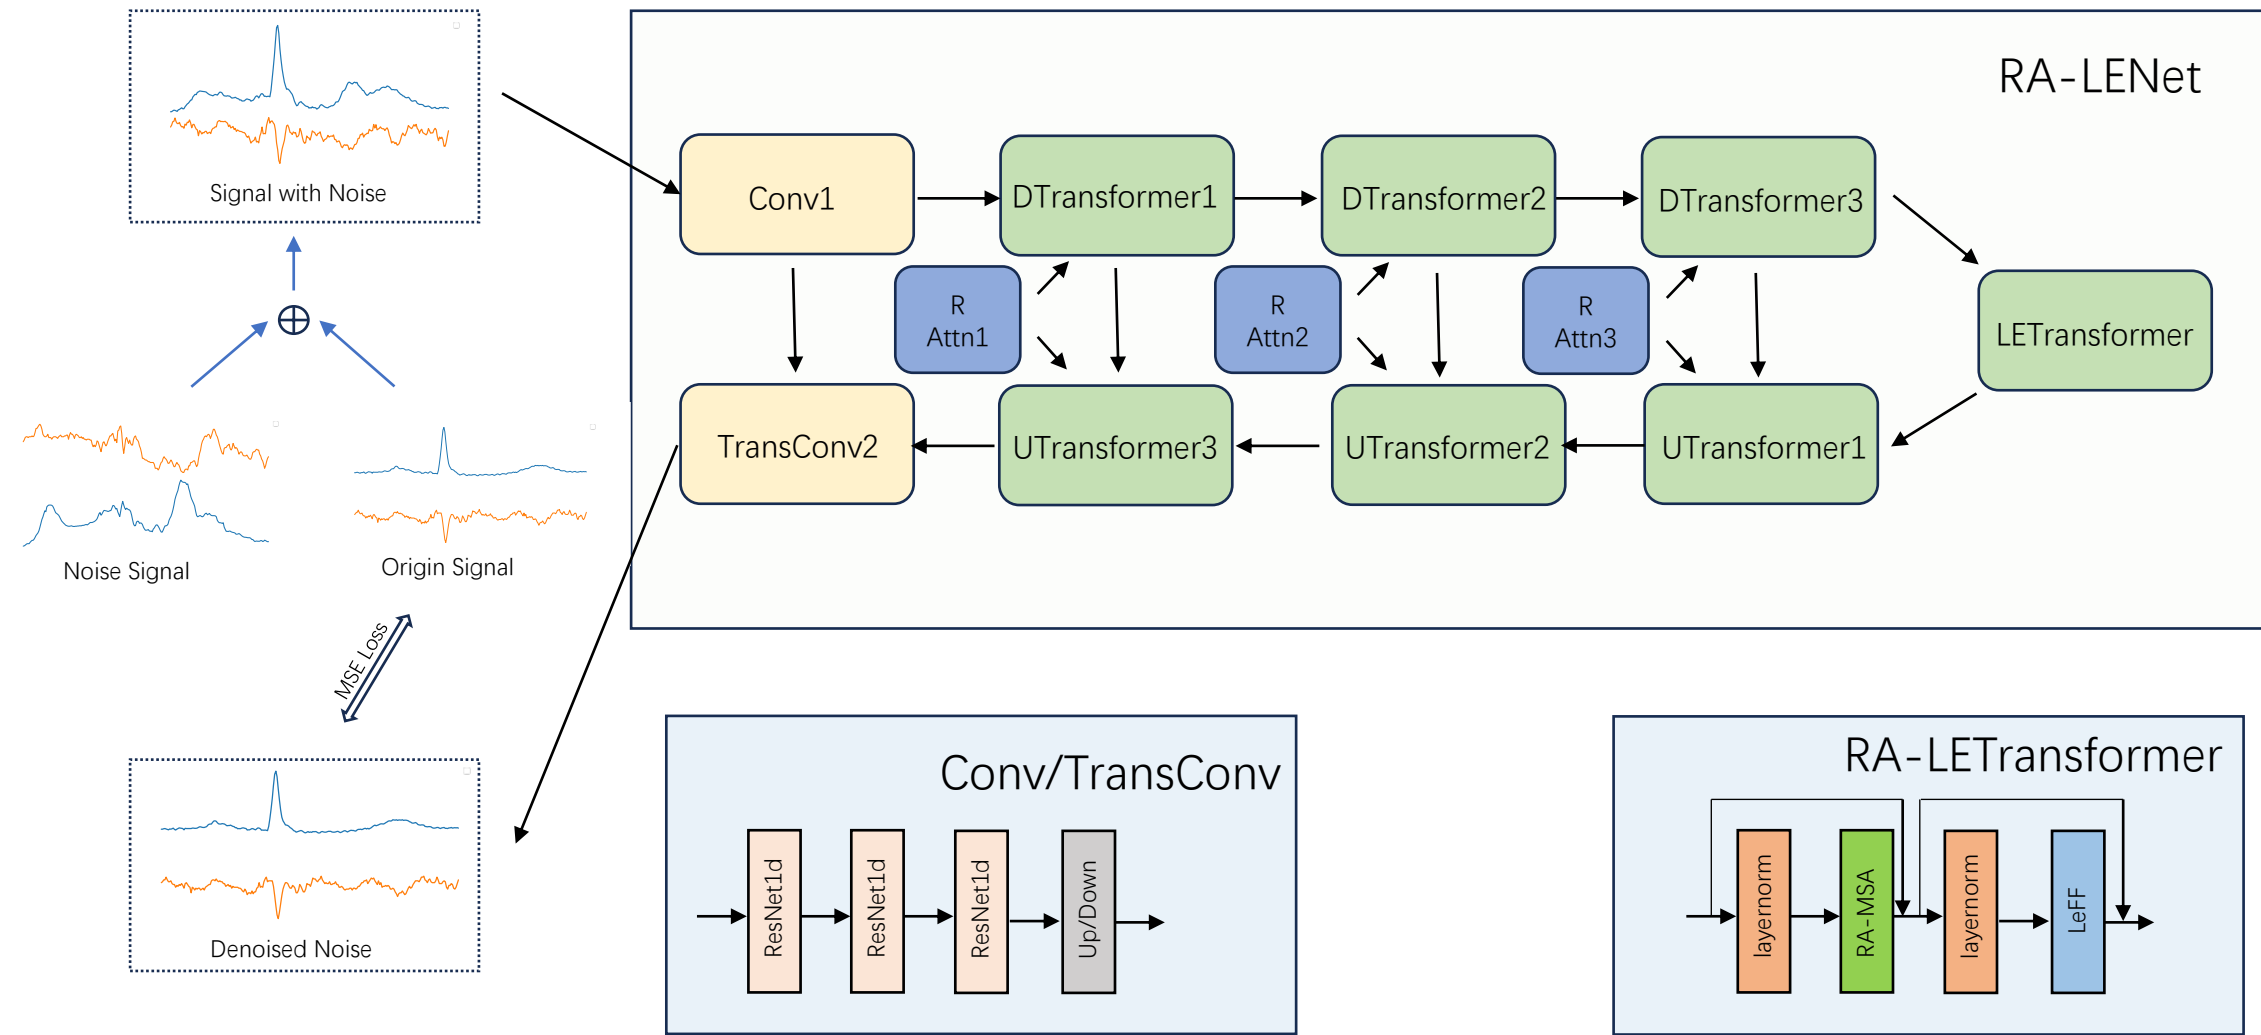 RA-LENet
Signal with Noise
Conv1
DTransformer1
DTransformer2
DTransformer3
R
Attn1
R
Attn2
R
Attn3
LETransformer
TransConv2
UTransformer3
UTransformer2
UTransformer1
Noise Signal
Origin Signal
MSE Loss
Denoised Noise
Conv/TransConv
ResNet1d
ResNet1d
ResNet1d
Up/Down
RA-LETransformer
layernorm
RA-MSA
layernorm
LeFF